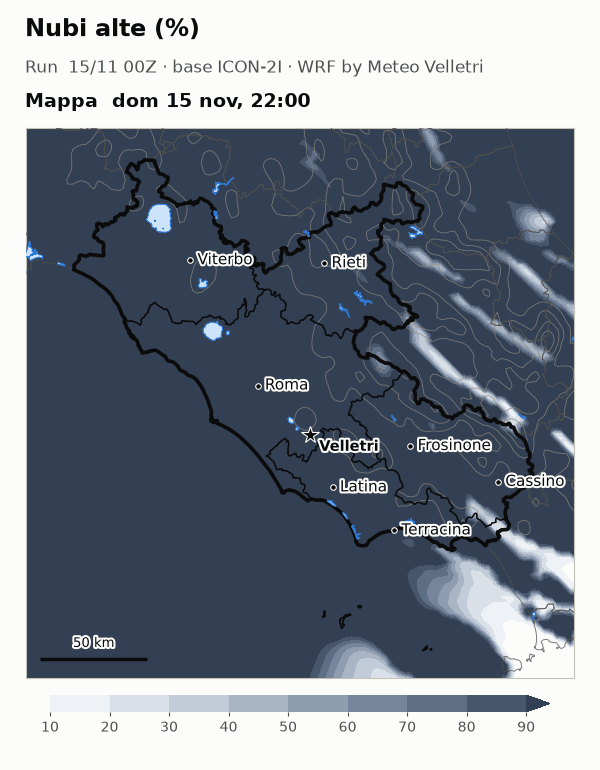 Nubi alte (%)
Run  15/11 00Z · base ICON-2I · WRF by Meteo Velletri
Mappa  dom 15 nov, 22:00
Viterbo
Rieti
Roma
Velletri
Frosinone
Cassino
Latina
Terracina
50 km
10 20 30 40 50 60 70 80 90